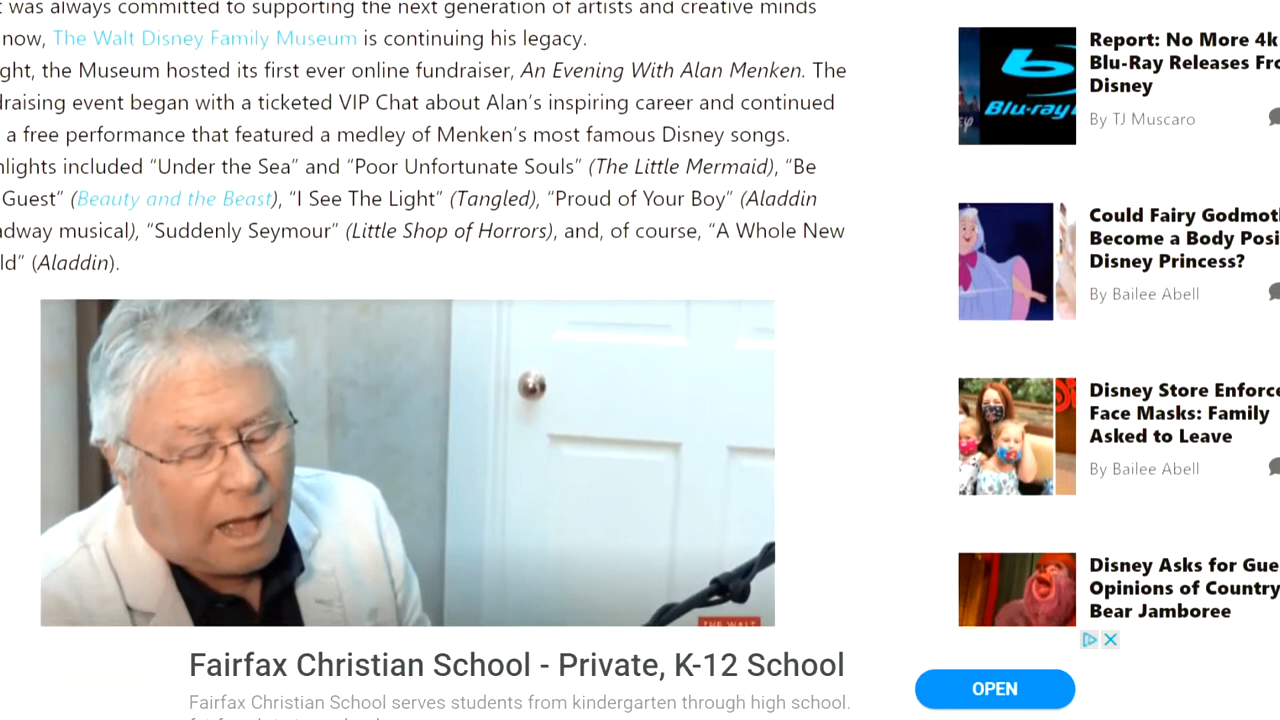 t was always committed to supporting the next generation of artists and creative minds
now, The Walt Disney Family Museum is continuing his legacy.
ght, the Museum hosted its first ever online fundraiser, An Evening With Alan Menken. The
draising event began with a ticketed VIP Chat about Alan's inspiring career and continued
a free performance that featured a medley of Menken's most famous Disney songs.
hlights included “Under the Sea” and “Poor Unfortunate Souls” (The Little Mermaid), “Be
Guest” (Beauty and the Beast), “I See The Light” (Tangled), “Proud of Your Boy” (Aladdin
adway musical), “Suddenly Seymour” (Little Shop of Horrors), and, of course, “A Whole New
ld” (Aladdin).
THE WALT
Blu-ray
Report: No More 4k
Blu-Ray Releases Fro
Disney
By TJ Muscaro
Could Fairy Godmoth
Become a Body Posi
Disney Princess?
By Bailee Abell
Disney Store Enforce
Face Masks: Family
Asked to Leave
By Bailee Abell
Disney Asks for Gue
Opinions of Country
Bear Jamboree
Fairfax Christian School - Private, K-12 School
Fairfax Christian School serves students from kindergarten through high school.
OPEN